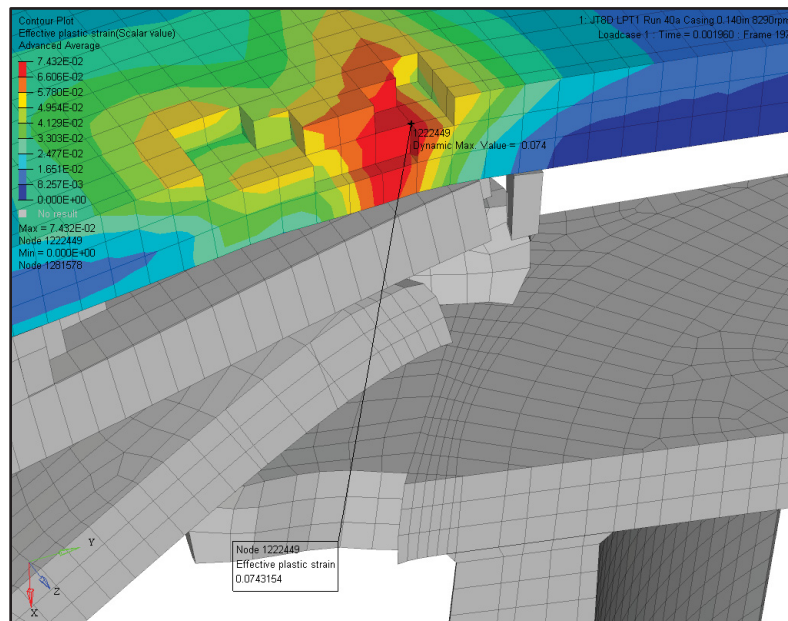 Contour Plot
Effective plastic strain(Scalar value)
Advanced Average
7.432E-02
6.606E-02
5.780E-02
4.954E-02
4.129E-02
3.303E-02
2.477E-02
1.651E-02
8.257E-03
0.000E+00
No result
Max = 7.432E-02
Node 1222449
Min = 0.000E+00
Node 1281578
1: JT8D LPT1 Run 40a Casing 0.140in 8290rpm
Loadcase 1 : Time = 0.001960 : Frame 197
1222449
Dynamic Max. Value = 0.074
Node 1222449
Effective plastic strain
0.0743154
Y
Z
X